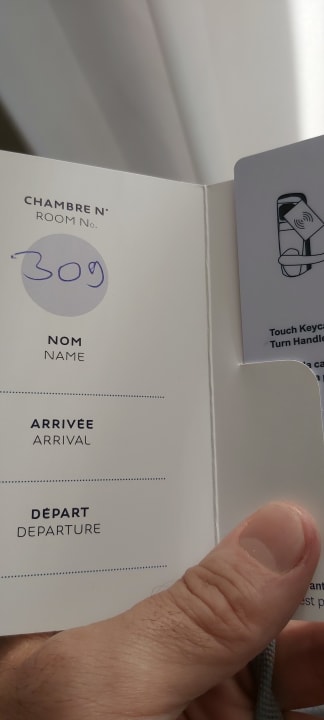 CHAMBRE N°
ROOM No.
309
NOM
NAME
ARRIVÉE
ARRIVAL
DÉPART
DEPARTURE
Touch Keyca
Turn Handle